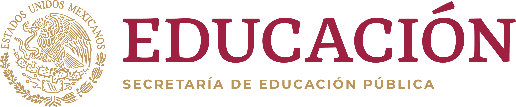 ESTADOS UNIDOS MEXICANOS
EDUCACIÓN
SECRETARÍA DE EDUCACIÓN PÚBLICA